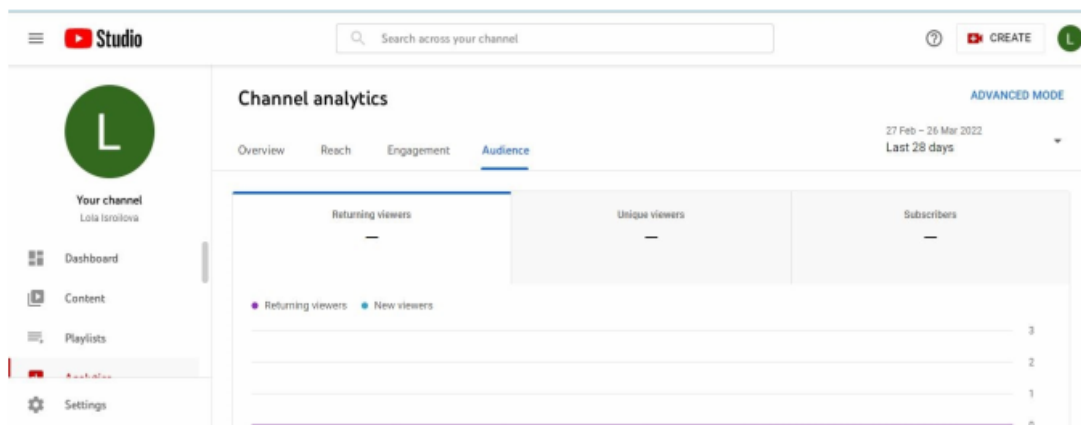 Studio
Search across your channel
CREATE
L
L
Your channel
Lola Isroilova
Dashboard
Content
Playlists
Analytics
Settings
Channel analytics
ADVANCED MODE
27 Feb – 26 Mar 2022
Last 28 days
Overview Reach Engagement Audience
Returning viewers Unique viewers Subscribers
— — —
Returning viewers New viewers
3
2
1
0